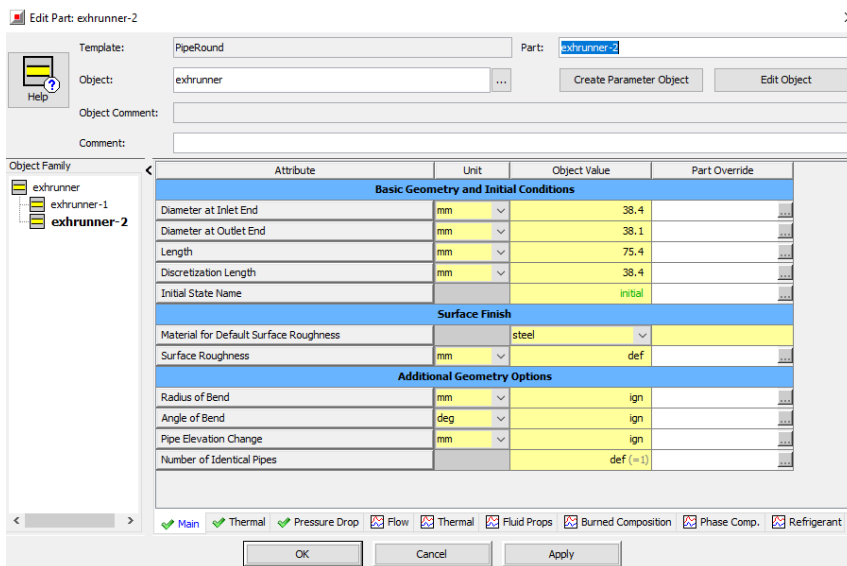 Edit Part: exhrunner-2
Template: PipeRound Part: exhrunner-2
Help
Object: exhrunner ... Create Parameter Object Edit Object
Object Comment:
Comment:
Object Family
exhrunner
exhrunner-1
exhrunner-2
Attribute Unit Object Value Part Override
Basic Geometry and Initial Conditions
Diameter at Inlet End mm 38.4 ...
Diameter at Outlet End mm 38.1 ...
Length mm 75.4 ...
Discretization Length mm 38.4 ...
Initial State Name initial ...
Surface Finish
Material for Default Surface Roughness steel
Surface Roughness mm def ...
Additional Geometry Options
Radius of Bend mm ign ...
Angle of Bend deg ign ...
Pipe Elevation Change mm ign ...
Number of Identical Pipes def (=1) ...
Main Thermal Pressure Drop Flow Thermal Fluid Props Burned Composition Phase Comp. Refrigerant
OK Cancel Apply